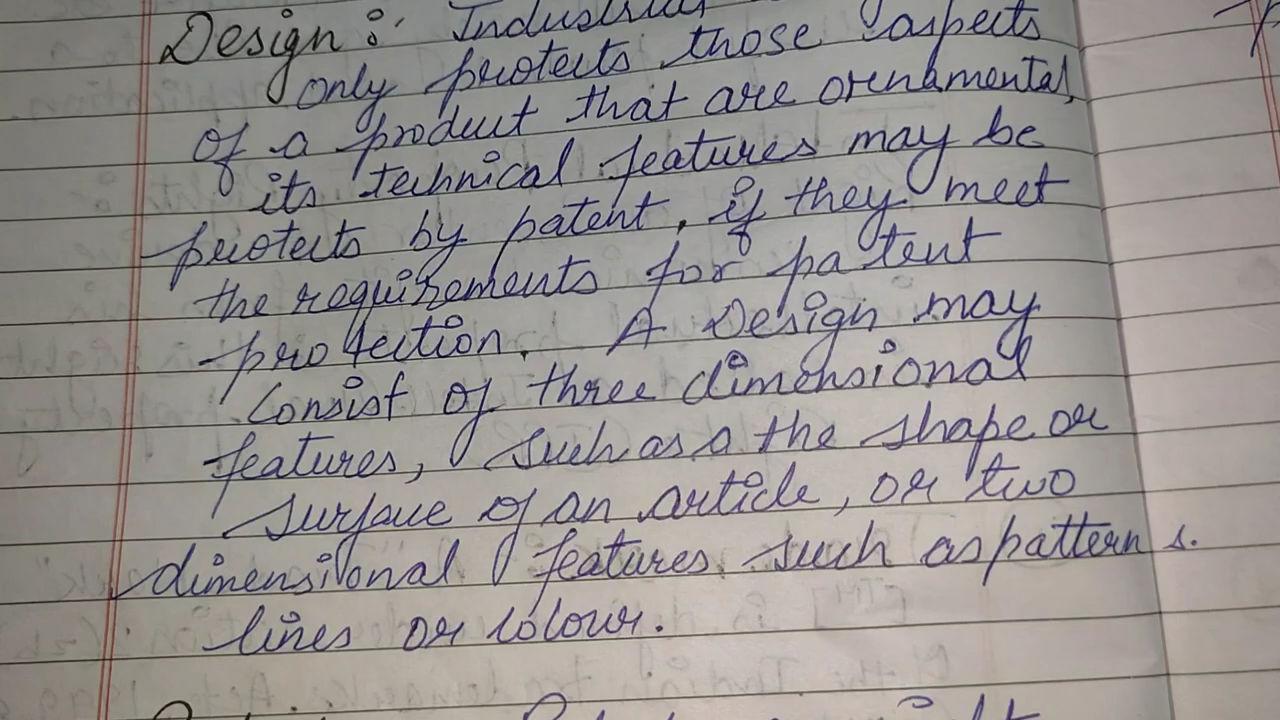 Design :- Industrial
only protects those aspects
of a product that are ornamental,
its technical features may be
protects by patent, if they meet
the requirements for patent
protection. A Design may
Consist of three dimensional
features, such as a the shape or
surface of an article, or two
dimensional features. such as patterns.
lines or colour.